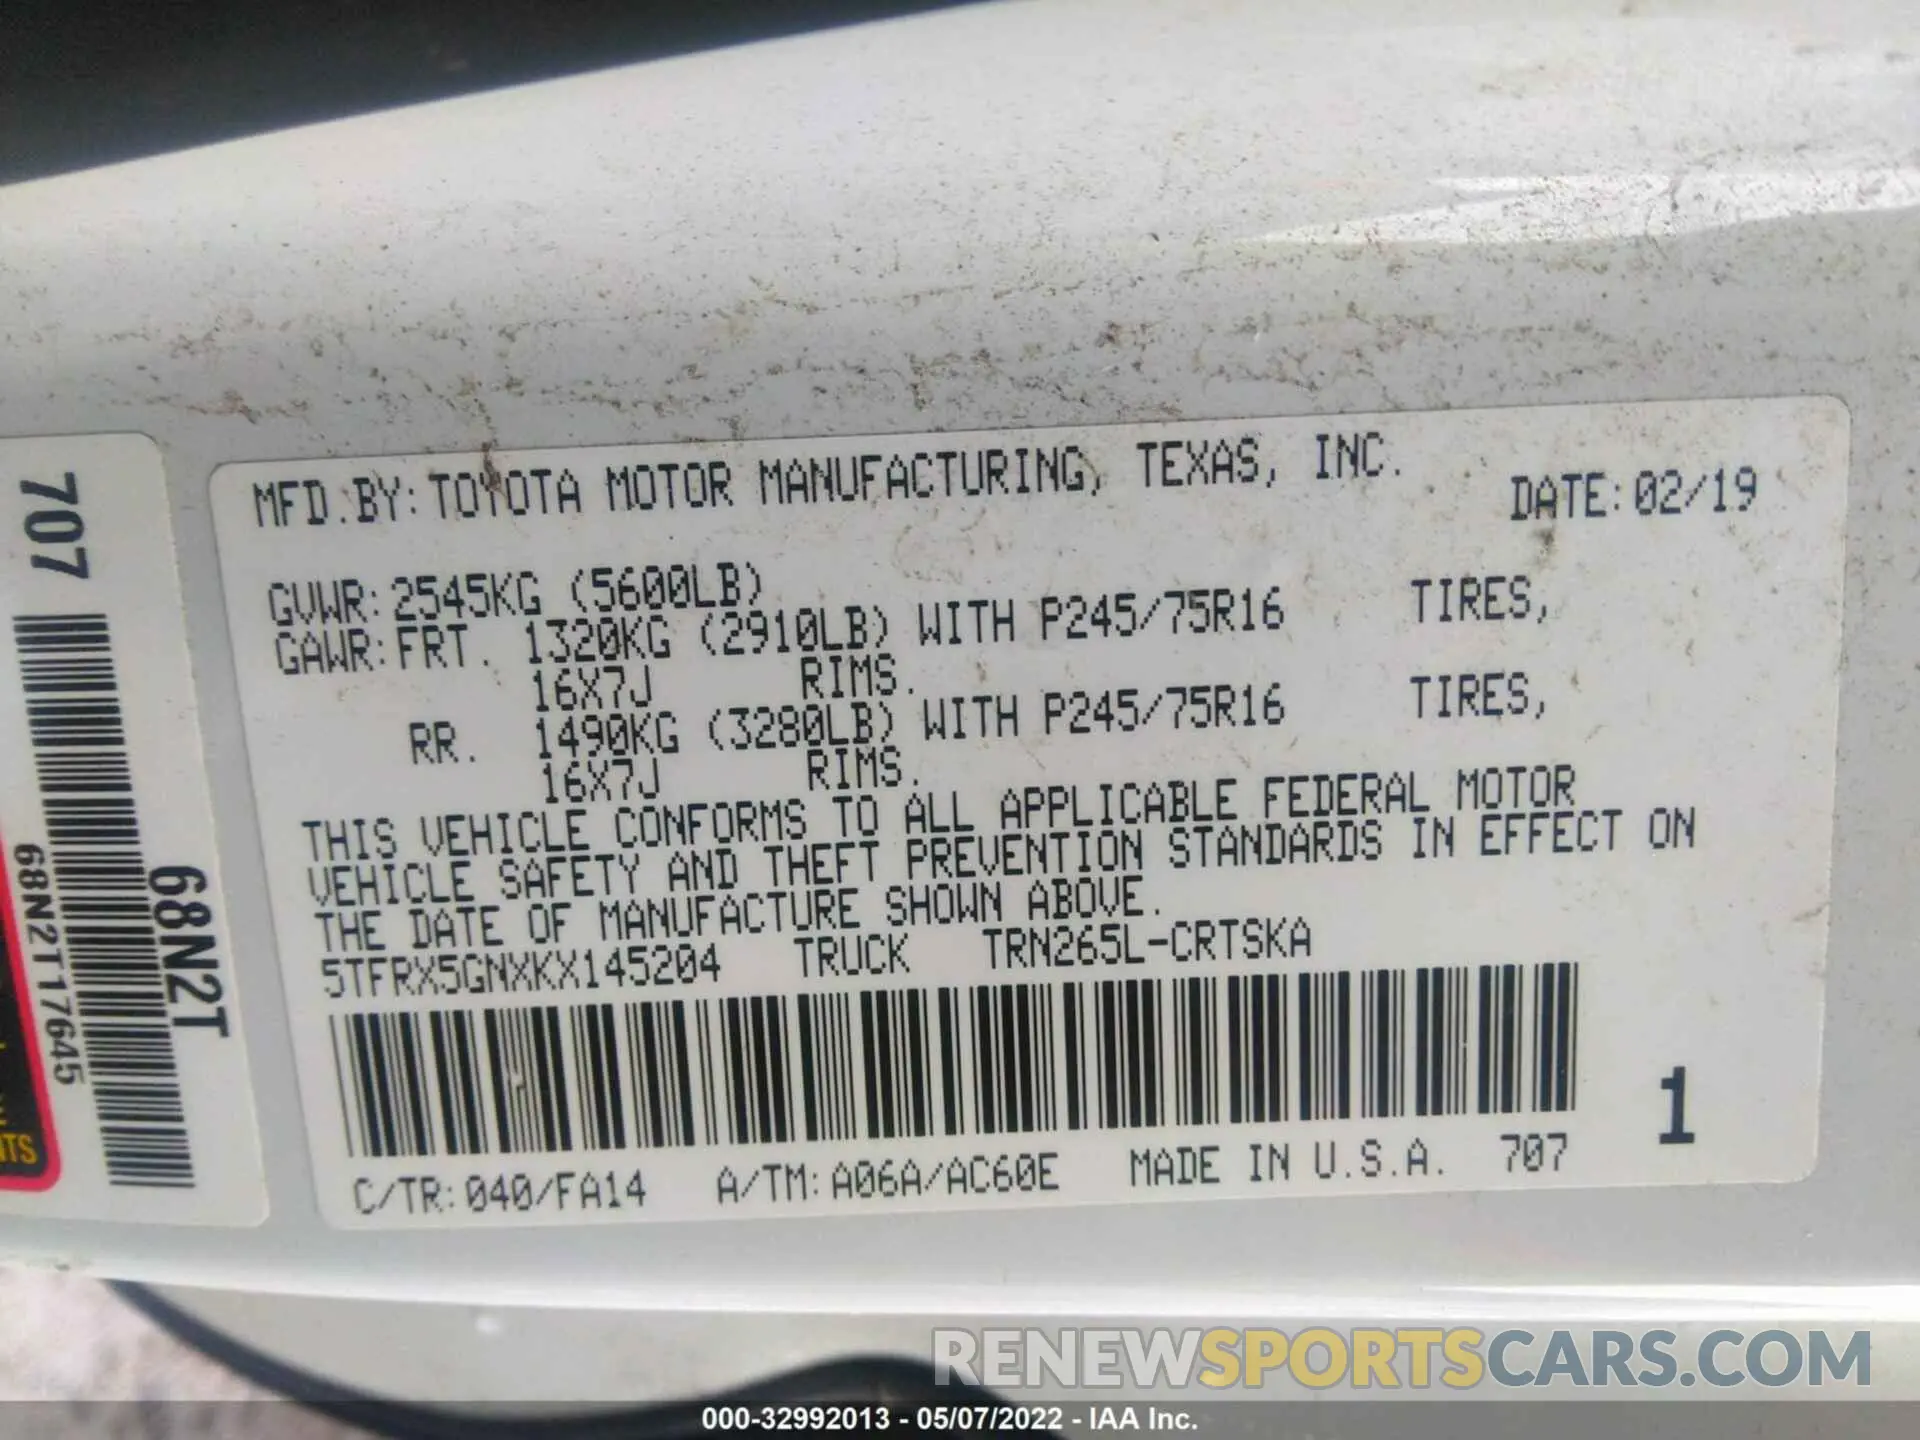 MFD.BY:TOYOTA MOTOR MANUFACTURING, TEXAS, INC.
DATE:02/19
GVWR:2545KG (5600LB)
GAWR:FRT. 1320KG (2910LB) WITH P245/75R16 TIRES,
16X7J RIMS.
RR. 1490KG (3280LB) WITH P245/75R16 TIRES,
16X7J RIMS.
THIS VEHICLE CONFORMS TO ALL APPLICABLE FEDERAL MOTOR
VEHICLE SAFETY AND THEFT PREVENTION STANDARDS IN EFFECT ON
THE DATE OF MANUFACTURE SHOWN ABOVE.
5TFRX5GNXKX145204 TRUCK TRN265L-CRTSKA
1
C/TR:040/FA14 A/TM:A06A/AC60E MADE IN U.S.A. 707
707
68N2T
68N2T17645
RENEWSPORTSCARS.COM
000-32992013 - 05/07/2022 - IAA Inc.